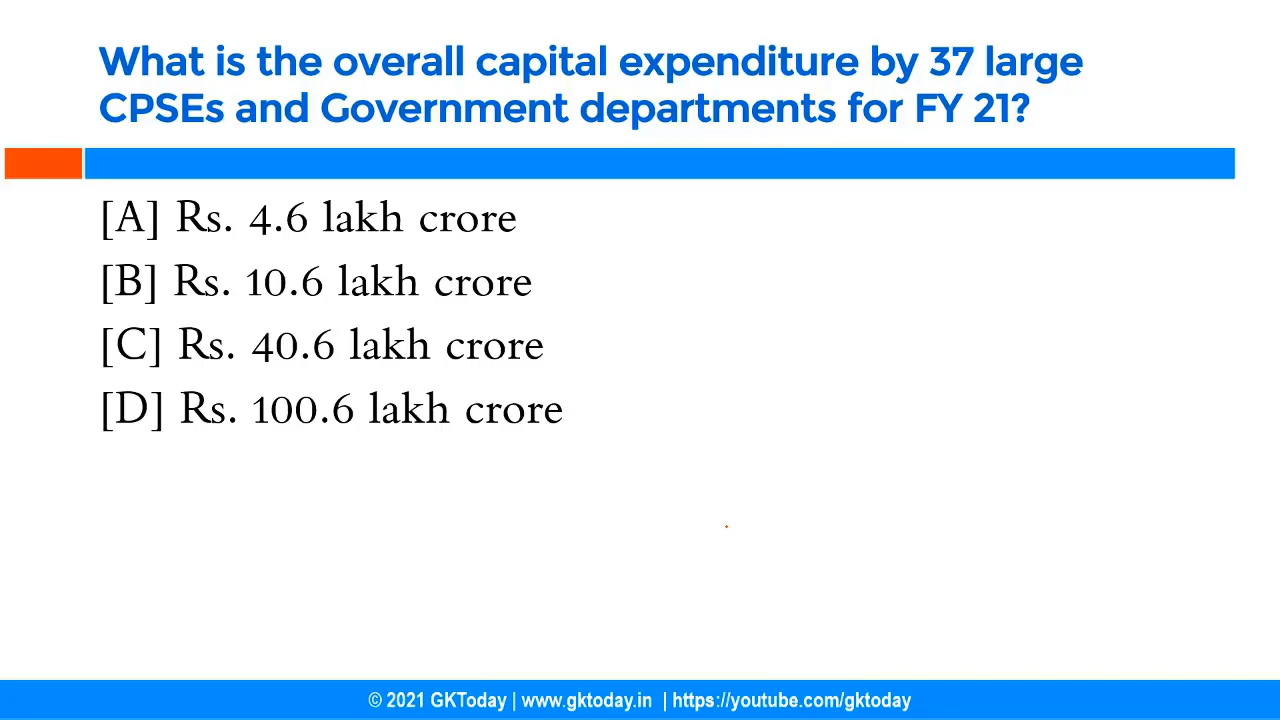 What is the overall capital expenditure by 37 large
CPSEs and Government departments for FY 21?
[A] Rs. 4.6 lakh crore
[B] Rs. 10.6 lakh crore
[C] Rs. 40.6 lakh crore
[D] Rs. 100.6 lakh crore
© 2021 GKToday | www.gktoday.in | https://youtube.com/gktoday